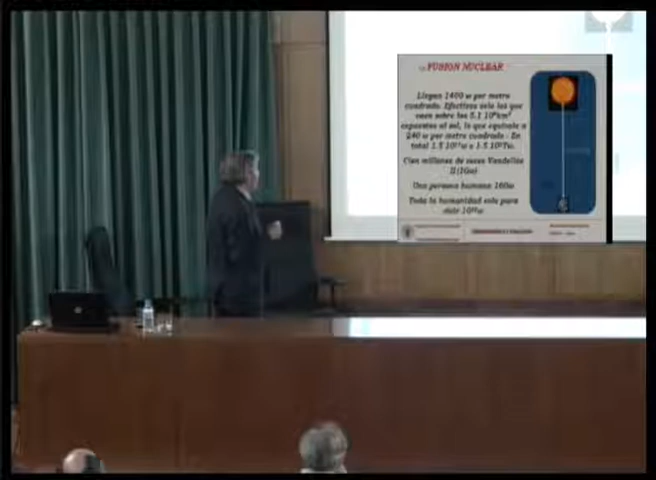 FUSION NUCLEAR
Llegan 1400 w por metro
cuadrado. Efectivos solo los que
caen sobre los 5.1 10⁸km²
expuestos al sol, lo que equivale a
240 w por metro cuadrado - En
total 1.5 10¹⁷w o 1.5 10⁵Tw.
Cien millones de veces Vandellos
II(1Gw)
Una persona humana 100w
Toda la humanidad solo para
vivir